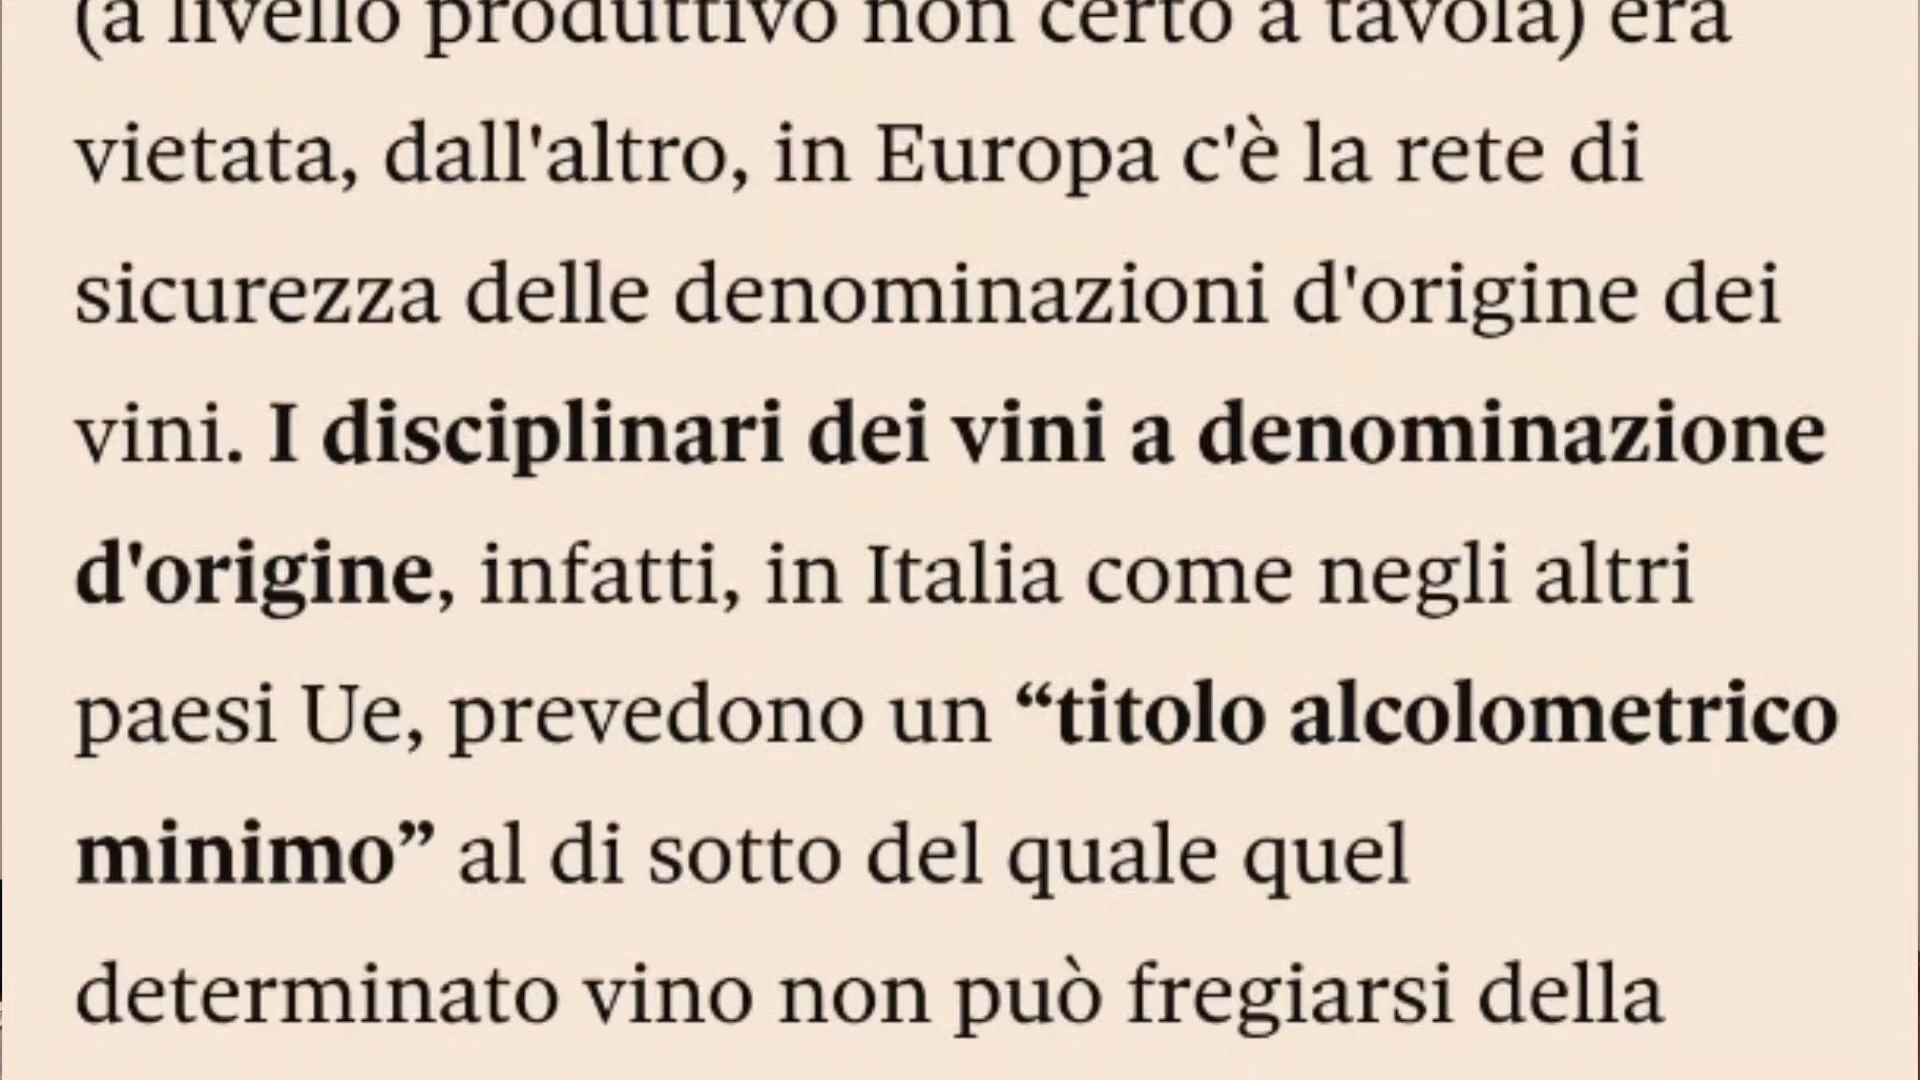 (a livello produttivo non certo a tavola) era
vietata, dall'altro, in Europa c'è la rete di
sicurezza delle denominazioni d'origine dei
vini. I disciplinari dei vini a denominazione
d'origine, infatti, in Italia come negli altri
paesi Ue, prevedono un “titolo alcolometrico
minimo” al di sotto del quale quel
determinato vino non può fregiarsi della